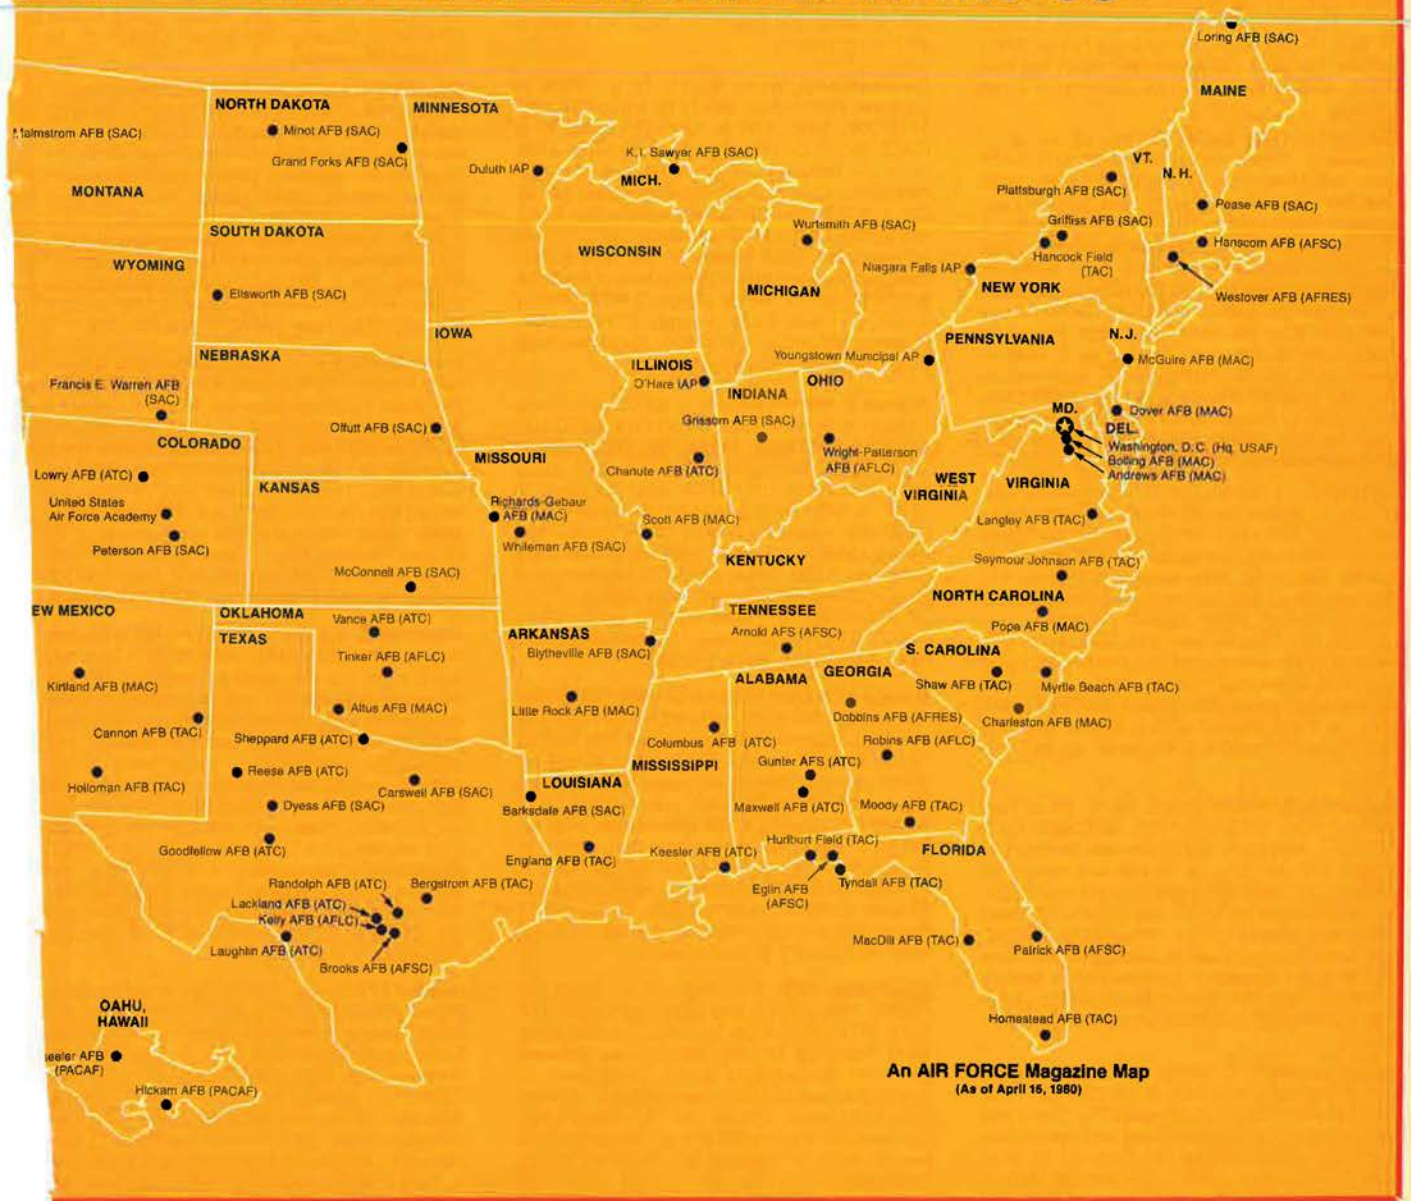 Loring AFB (SAC)
MAINE
NORTH DAKOTA
MINNESOTA
Minot AFB (SAC)
Grand Forks AFB (SAC)
almstrom AFB (SAC)
MONTANA
Duluth IAP
K.I. Sawyer AFB (SAC)
MICH.
VT.
N.H.
Plattsburgh AFB (SAC)
Pease AFB (SAC)
SOUTH DAKOTA
WISCONSIN
Wurtsmith AFB (SAC)
Griffiss AFB (SAC)
Hanscom AFB (AFSC)
Hancock Field
(TAC)
WYOMING
Ellsworth AFB (SAC)
MICHIGAN
Niagara Falls IAP
NEW YORK
Westover AFB (AFRES)
IOWA
NEBRASKA
PENNSYLVANIA
N.J.
Youngstown Municipal AP
McGuire AFB (MAC)
ILLINOIS
O'Hare IAP
INDIANA
OHIO
Francis E. Warren AFB
(SAC)
Grissom AFB (SAC)
MD.
Dover AFB (MAC)
DEL.
Offutt AFB (SAC)
COLORADO
MISSOURI
Chanute AFB (ATC)
Wright-Patterson
AFB (AFLC)
Washington, D.C. (Hq. USAF)
Bolling AFB (MAC)
Andrews AFB (MAC)
Lowry AFB (ATC)
KANSAS
WEST
VIRGINIA
VIRGINIA
United States
Air Force Academy
Richards-Gebaur
AFB (MAC)
Scott AFB (MAC)
Langley AFB (TAC)
Peterson AFB (SAC)
Whiteman AFB (SAC)
KENTUCKY
Seymour Johnson AFB (TAC)
McConnell AFB (SAC)
NORTH CAROLINA
EW MEXICO
OKLAHOMA
Vance AFB (ATC)
TENNESSEE
Pope AFB (MAC)
TEXAS
ARKANSAS
Arnold AFS (AFSC)
Tinker AFB (AFLC)
Blytheville AFB (SAC)
S. CAROLINA
Kirtland AFB (MAC)
ALABAMA
GEORGIA
Shaw AFB (TAC)
Myrtle Beach AFB (TAC)
Altus AFB (MAC)
Little Rock AFB (MAC)
Dobbins AFB (AFRES)
Charleston AFB (MAC)
Cannon AFB (TAC)
Sheppard AFB (ATC)
Columbus AFB (ATC)
Robins AFB (AFLC)
MISSISSIPPI
Gunter AFS (ATC)
Reese AFB (ATC)
Holloman AFB (TAC)
Carswell AFB (SAC)
LOUISIANA
Dyess AFB (SAC)
Barksdale AFB (SAC)
Maxwell AFB (ATC)
Moody AFB (TAC)
Goodfellow AFB (ATC)
England AFB (TAC)
Keesler AFB (ATC)
Hurlburt Field (TAC)
FLORIDA
Randolph AFB (ATC)
Bergstrom AFB (TAC)
Eglin AFB
(AFSC)
Tyndall AFB (TAC)
Lackland AFB (ATC)
Kelly AFB (AFLC)
Laughlin AFB (ATC)
Brooks AFB (AFSC)
MacDill AFB (TAC)
Patrick AFB (AFSC)
OAHU,
HAWAII
Homestead AFB (TAC)
eeler AFB
(PACAF)
Hickam AFB (PACAF)
An AIR FORCE Magazine Map
(As of April 15, 1980)